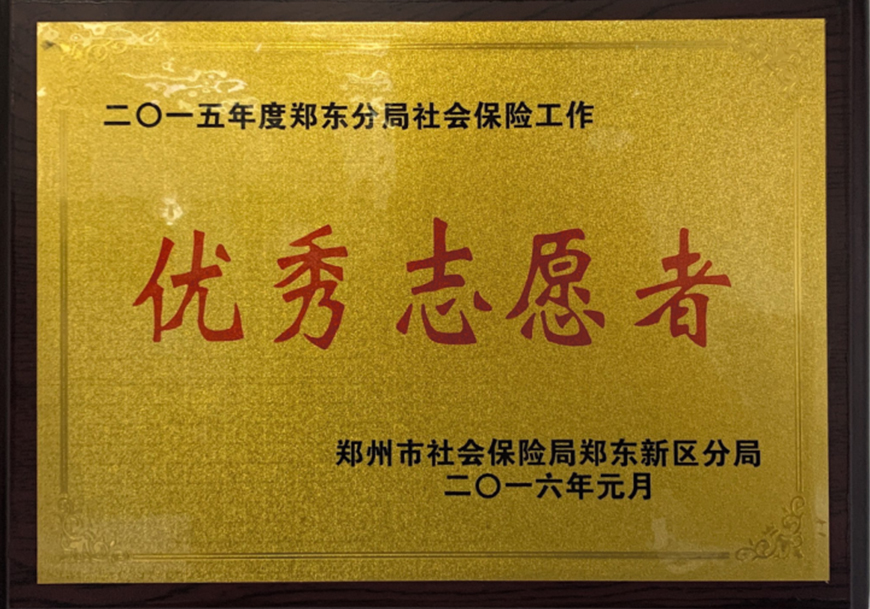 二〇一五年度郑东分局社会保险工作
优秀志愿者
郑州市社会保险局郑东新区分局
二〇一六年元月